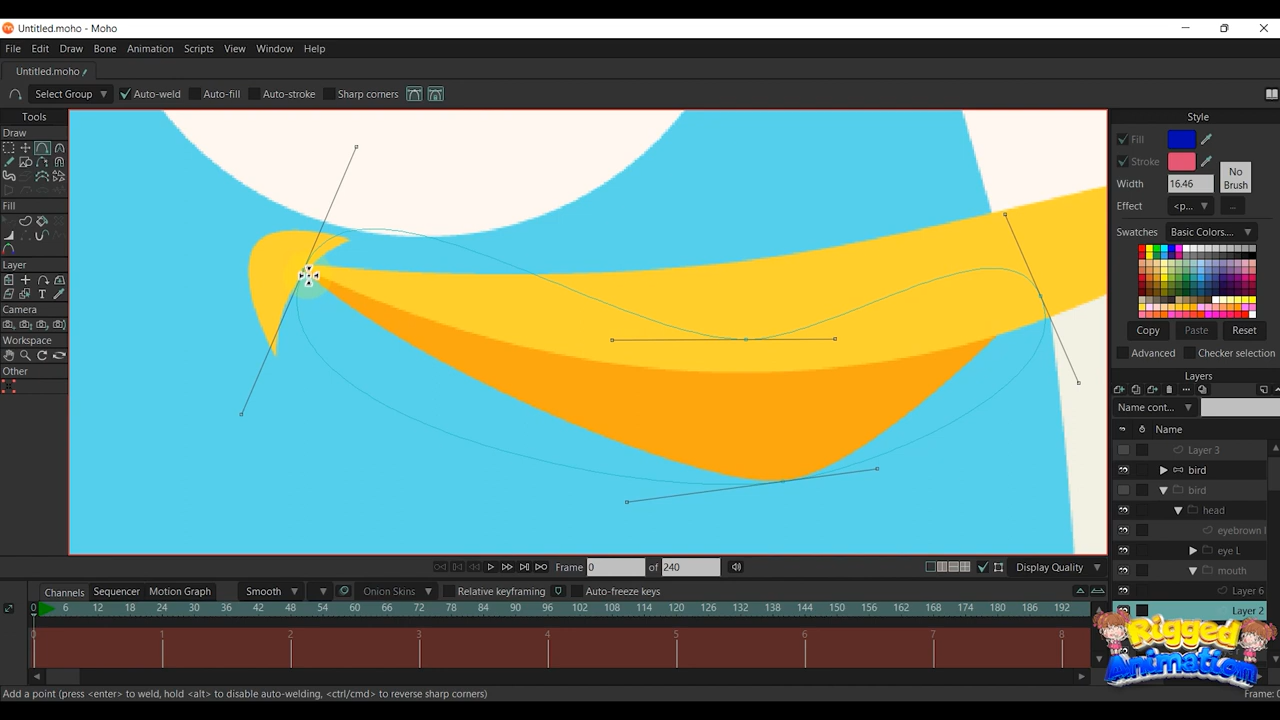 Untitled.moho - Moho
File Edit Draw Bone Animation Scripts View Window Help
Untitled.moho
Select Group Auto-weld Auto-fill Auto-stroke Sharp corners
Tools
Draw
Fill
Layer
Camera
Workspace
Other
Style
Fill
Stroke
No Brush
Width 16.46
Effect <p... ...
Swatches Basic Colors...
Copy Paste Reset
Advanced Checker selection
Layers
Name cont...
Name
Layer 3
bird
bird
head
eyebrown
eye L
mouth
Layer 6
Layer 2
Frame 0 of 240 Display Quality
Channels Sequencer Motion Graph Smooth Onion Skins Relative keyframing Auto-freeze keys
0 6 12 18 24 30 36 42 48 54 60 66 72 78 84 90 96 102 108 114 120 126 132 138 144 150 156 162 168 174 180 186 192
0 1 2 3 4 5 6 7 8
Rigged
Animation
Add a point (press <enter> to weld, hold <alt> to disable auto-welding, <ctrl/cmd> to reverse sharp corners)
Frame: 0